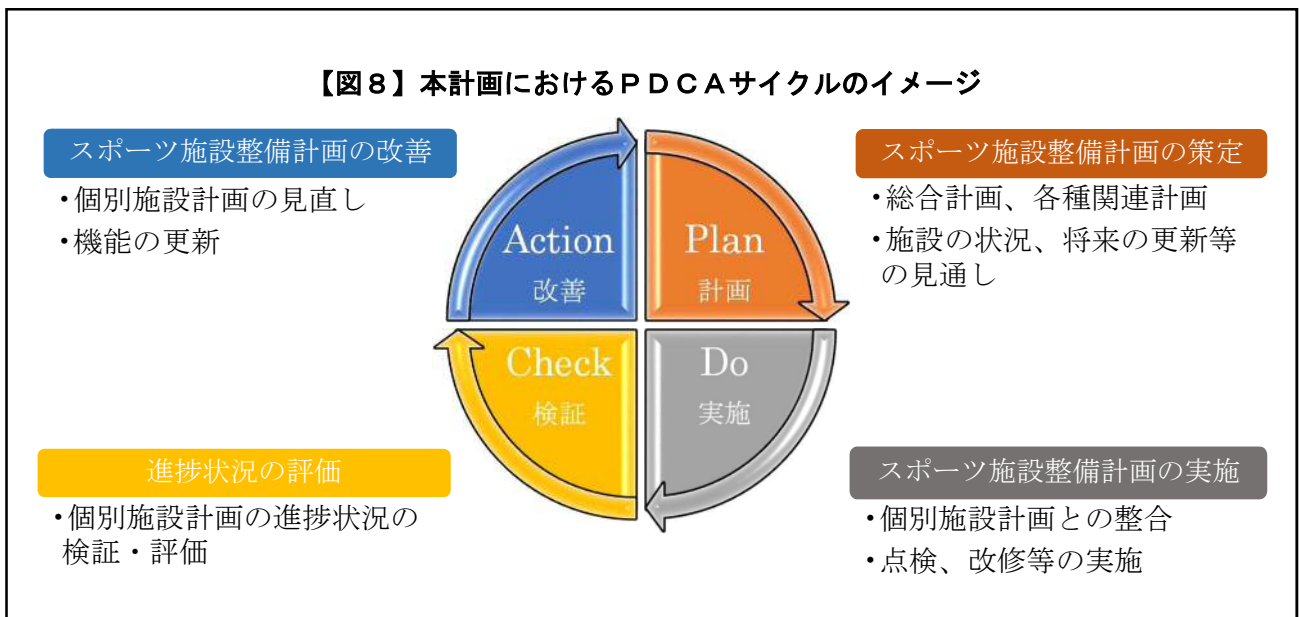 【図８】本計画におけるＰＤＣＡサイクルのイメージ
スポーツ施設整備計画の改善
・個別施設計画の見直し
・機能の更新
スポーツ施設整備計画の策定
・総合計画、各種関連計画
・施設の状況、将来の更新等
の見通し
Action
改善
Plan
計画
Check
検証
Do
実施
進捗状況の評価
・個別施設計画の進捗状況の
検証・評価
スポーツ施設整備計画の実施
・個別施設計画との整合
・点検、改修等の実施